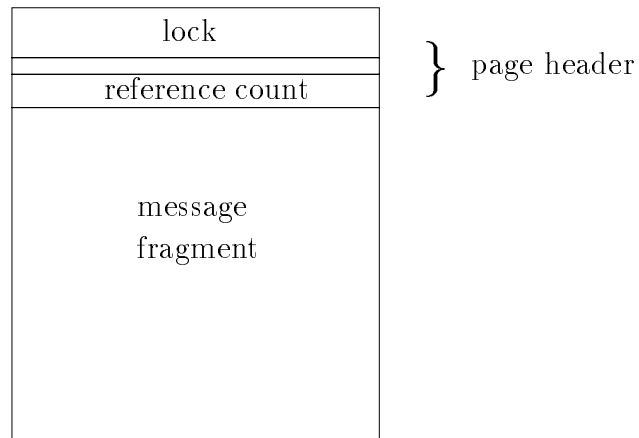 lock
page header
reference count
message
fragment